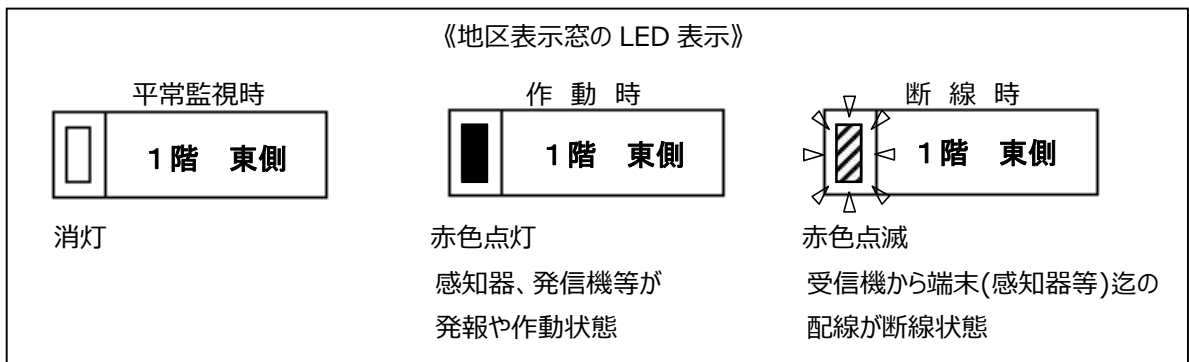 《地区表示窓の LED 表示》
平常監視時
作 動 時
断 線 時
1階 東側
1階 東側
1階 東側
消灯
赤色点灯
赤色点滅
感知器、発信機等が
発報や作動状態
受信機から端末(感知器等)迄の
配線が断線状態